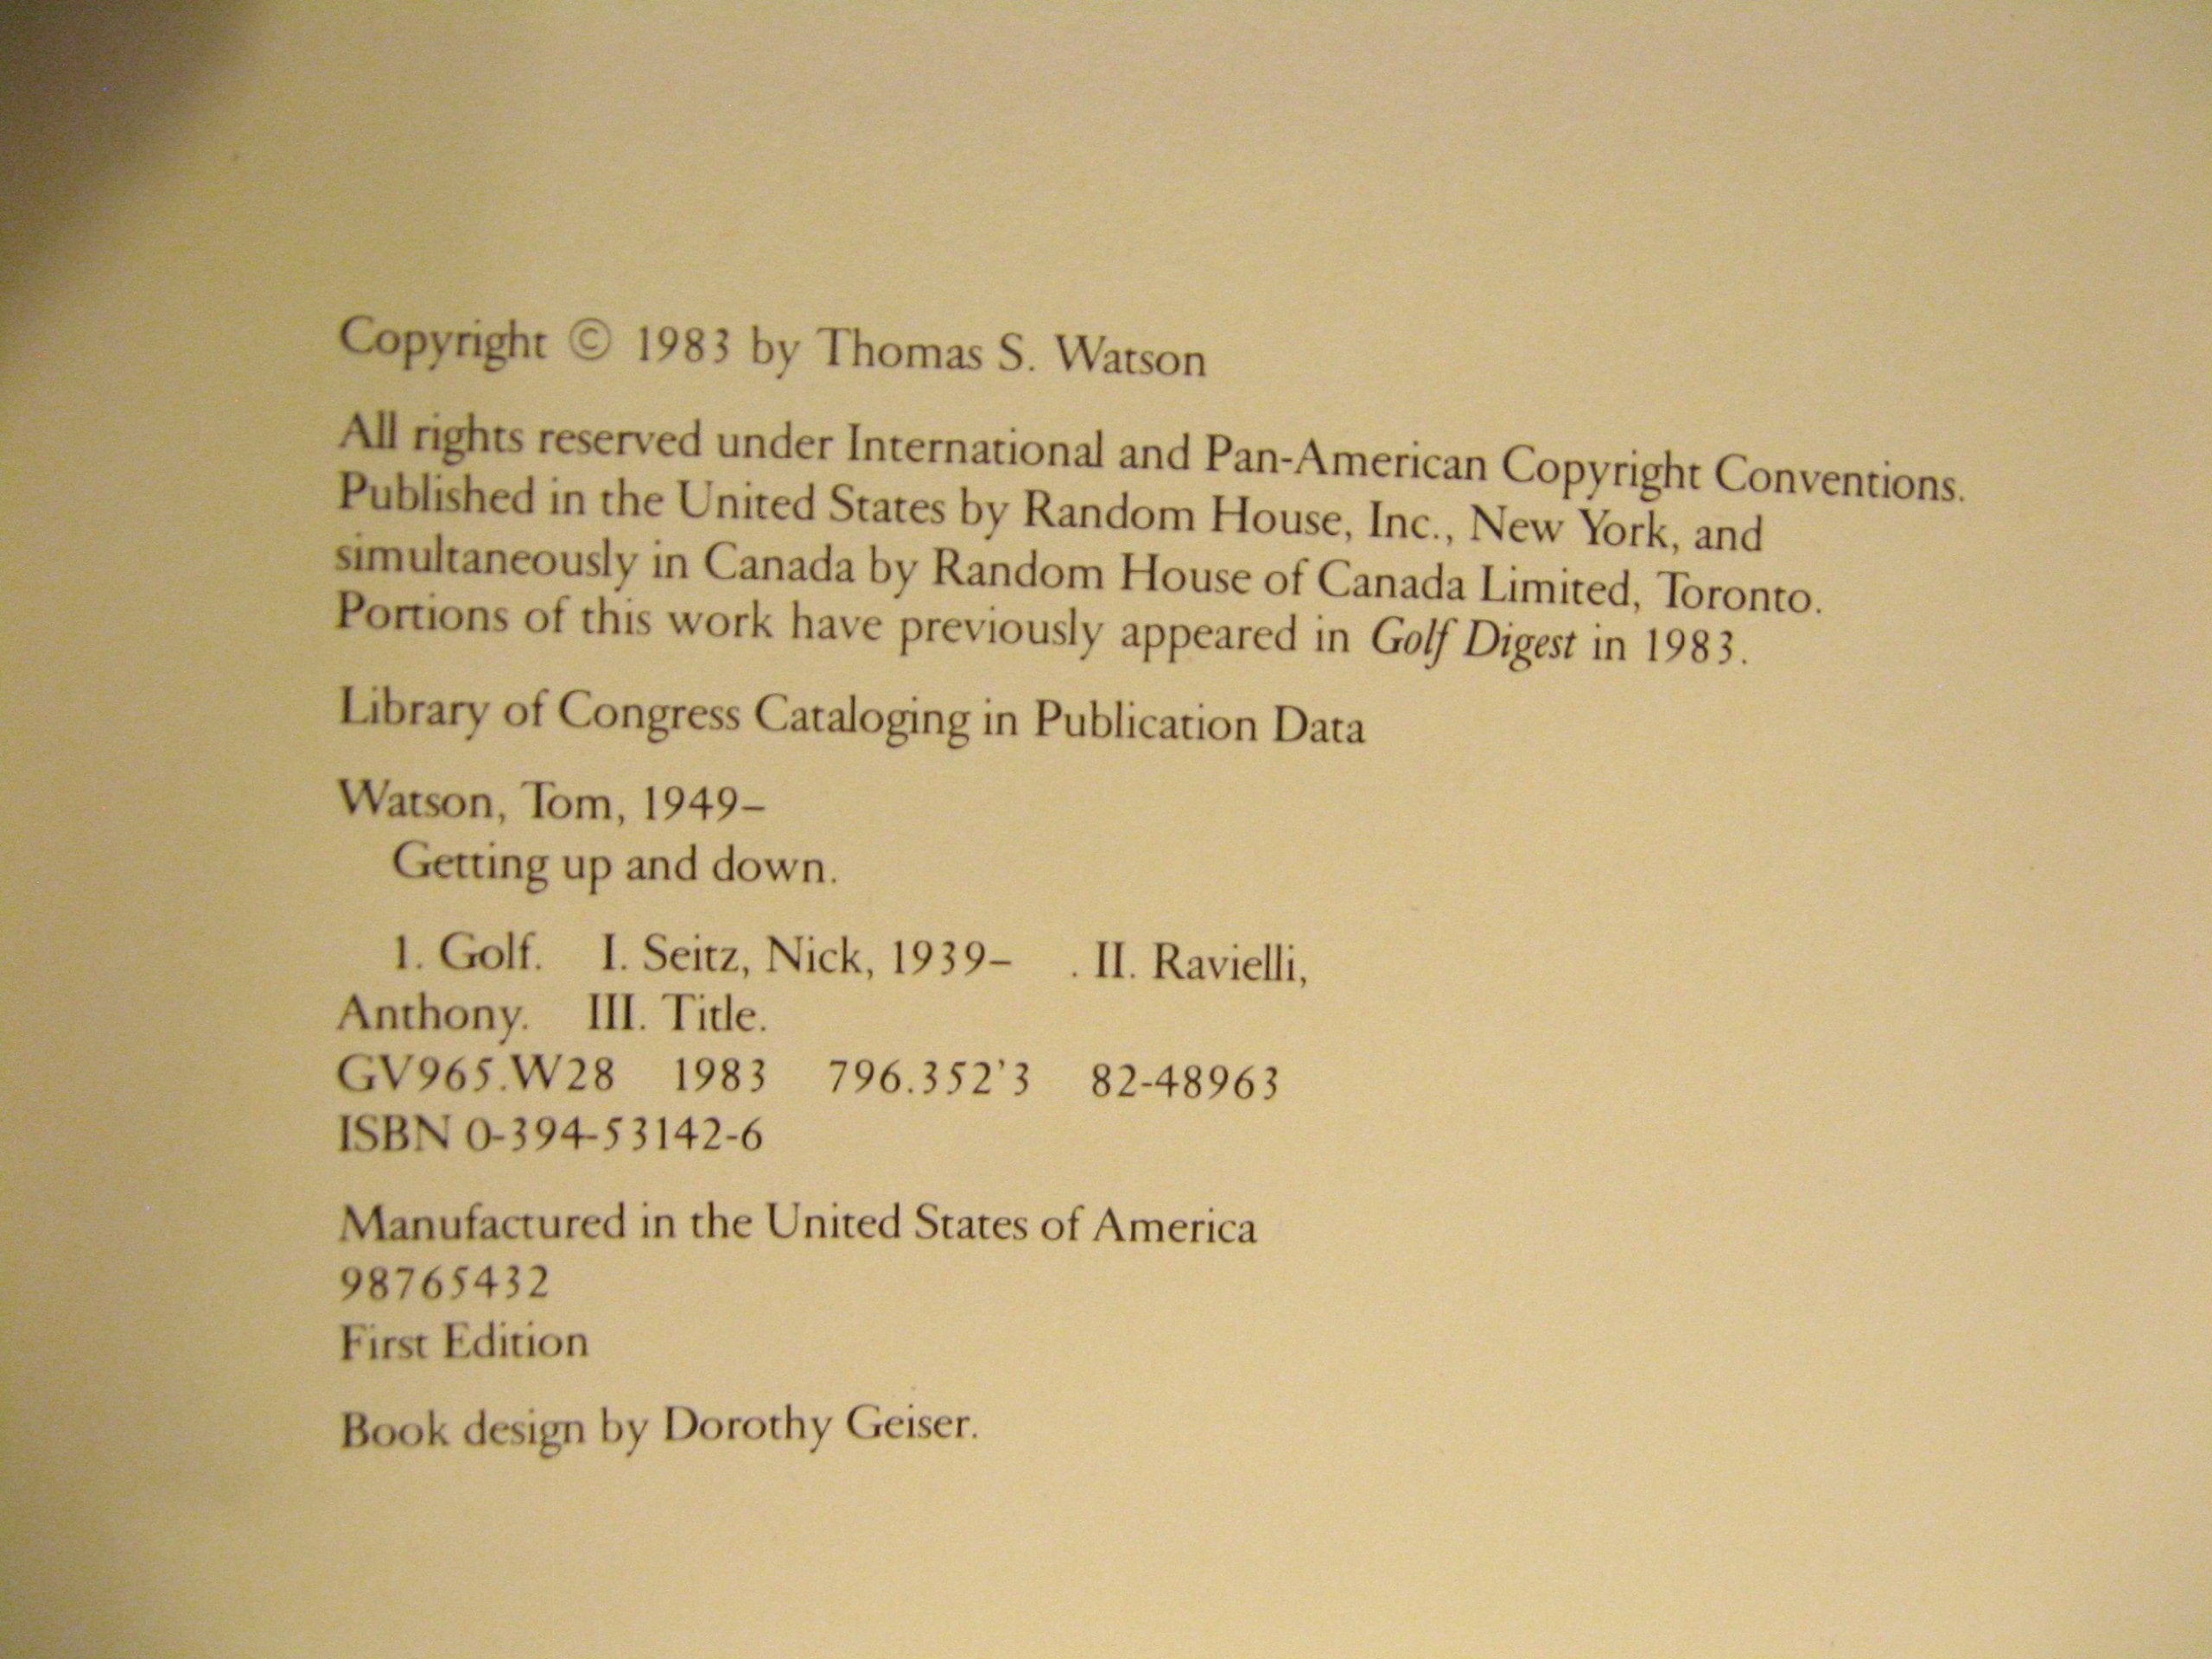 Copyright © 1983 by Thomas S. Watson
All rights reserved under International and Pan-American Copyright Conventions.
Published in the United States by Random House, Inc., New York, and
simultaneously in Canada by Random House of Canada Limited, Toronto.
Portions of this work have previously appeared in Golf Digest in 1983.
Library of Congress Cataloging in Publication Data
Watson, Tom, 1949–
Getting up and down.
1. Golf. I. Seitz, Nick, 1939– . II. Ravielli,
Anthony. III. Title.
GV965.W28 1983 796.352'3 82-48963
ISBN 0-394-53142-6
Manufactured in the United States of America
98765432
First Edition
Book design by Dorothy Geiser.